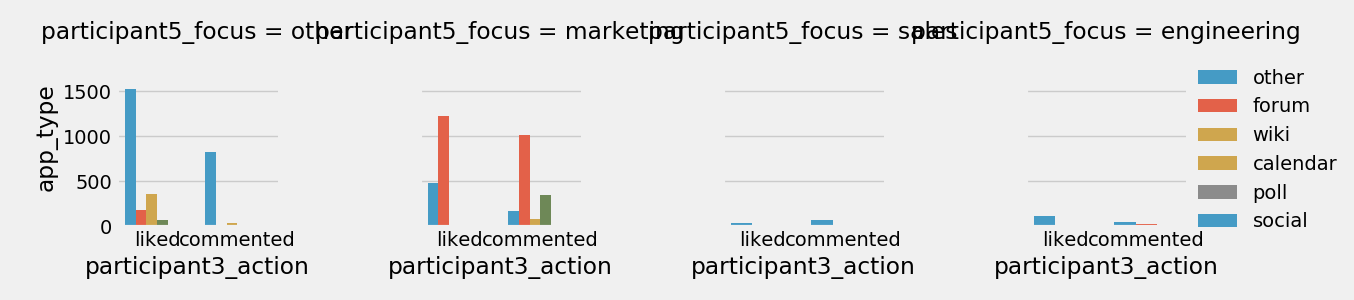 participant5_focus = other
participant5_focus = marketing
participant5_focus = sales
participant5_focus = engineering
app_type
1500
1000
500
0
liked commented
liked commented
liked commented
liked commented
participant3_action
participant3_action
participant3_action
participant3_action
other
forum
wiki
calendar
poll
social